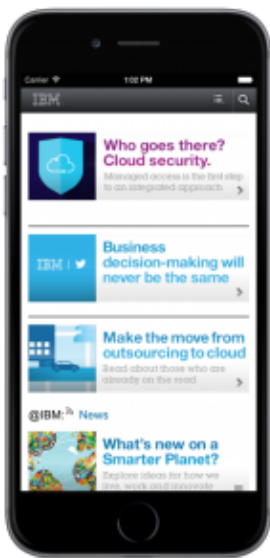 Carrier 1:02 PM
IBM
Who goes there?
Cloud security.
Managed access is the first step
to an integrated approach
IBM
Business
decision-making will
never be the same
Make the move from
outsourcing to cloud
Read about those who are
already on the road
@IBM: News
What's new on a
Smarter Planet?
Explore ideas for how we
live, work and innovate